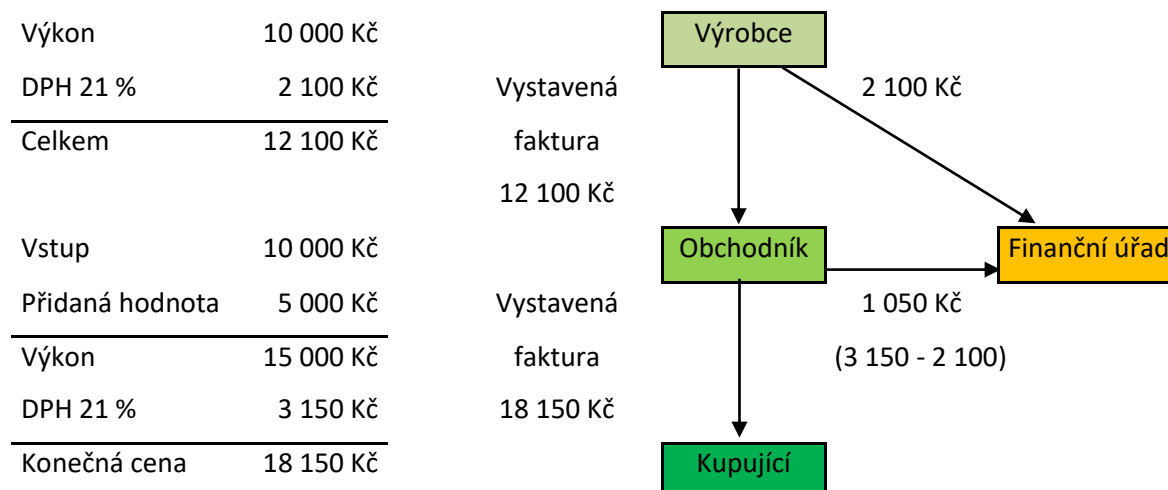 Výkon 10 000 Kč Výrobce
DPH 21 % 2 100 Kč Vystavená 2 100 Kč
Celkem 12 100 Kč faktura
12 100 Kč
Vstup 10 000 Kč Obchodník Finanční úřad
Přidaná hodnota 5 000 Kč Vystavená 1 050 Kč
Výkon 15 000 Kč faktura (3 150 - 2 100)
DPH 21 % 3 150 Kč 18 150 Kč
Konečná cena 18 150 Kč Kupující